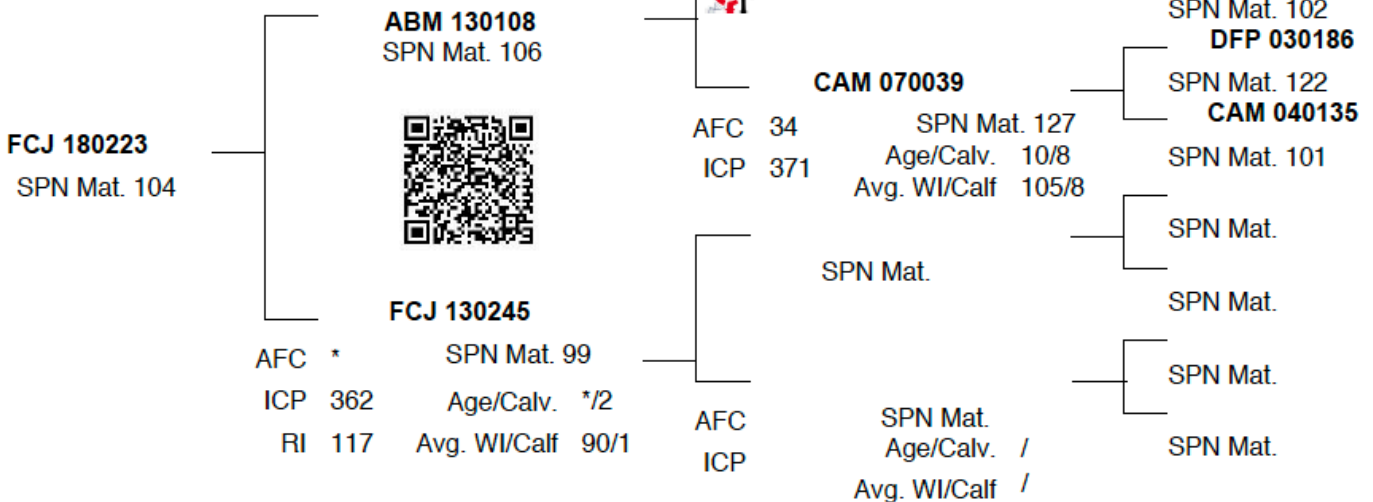 SPN Mat. 102
ABM 130108
SPN Mat. 106
DFP 030186
CAM 070039
SPN Mat. 122
CAM 040135
AFC 34 SPN Mat. 127
FCJ 180223
ICP 371 Age/Calv. 10/8
SPN Mat. 101
SPN Mat. 104
Avg. WI/Calf 105/8
SPN Mat.
SPN Mat.
FCJ 130245
SPN Mat.
AFC * SPN Mat. 99
SPN Mat.
ICP 362 Age/Calv. */2
AFC SPN Mat.
RI 117 Avg. WI/Calf 90/1
Age/Calv. /
SPN Mat.
ICP
Avg. WI/Calf /